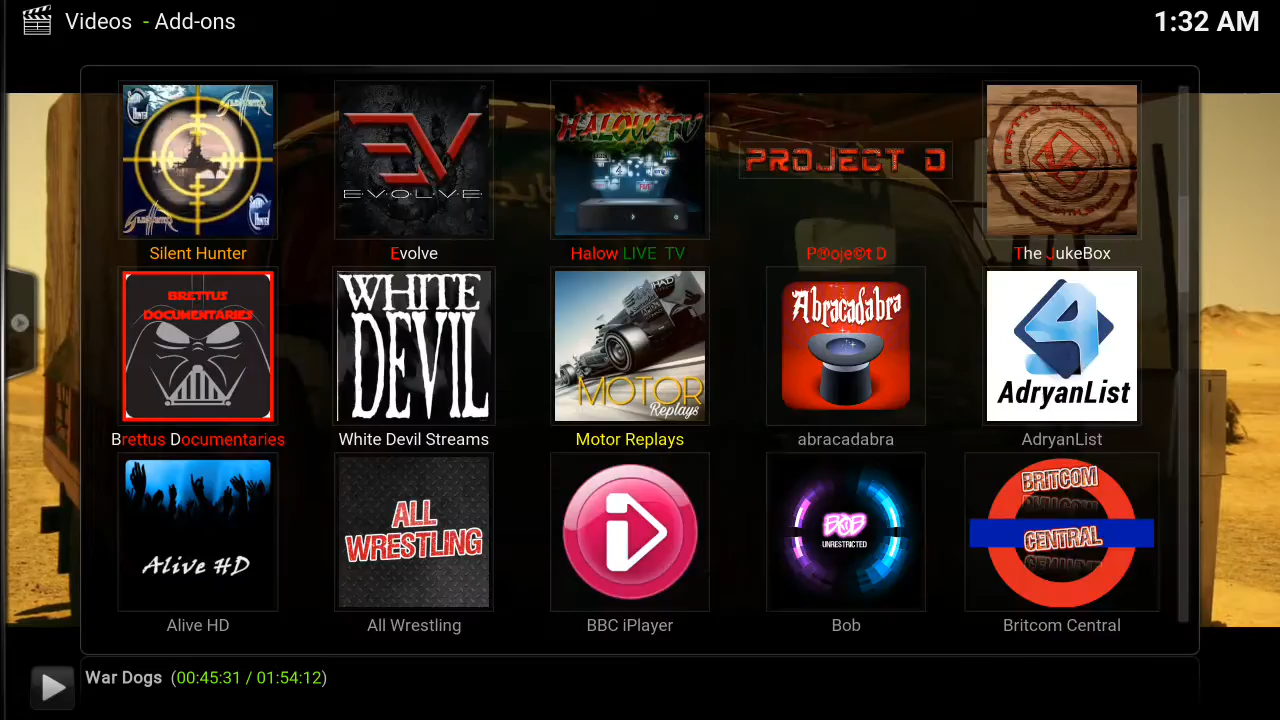 Videos - Add-ons
1:32 AM
EVOLVE
HALOW TV
PROJECT D
Silent Hunter
Evolve
Halow LIVE TV
P®oje©t D
The JukeBox
BRETTUS
DOCUMENTARIES
WHITE
DEVIL
MOTOR
Replays
Abracadabra
AdryanList
Brettus Documentaries
White Devil Streams
Motor Replays
abracadabra
AdryanList
Alive HD
ALL
WRESTLING
BOB
UNRESTRICTED
BRITCOM
CENTRAL
Alive HD
All Wrestling
BBC iPlayer
Bob
Britcom Central
War Dogs (00:45:31 / 01:54:12)